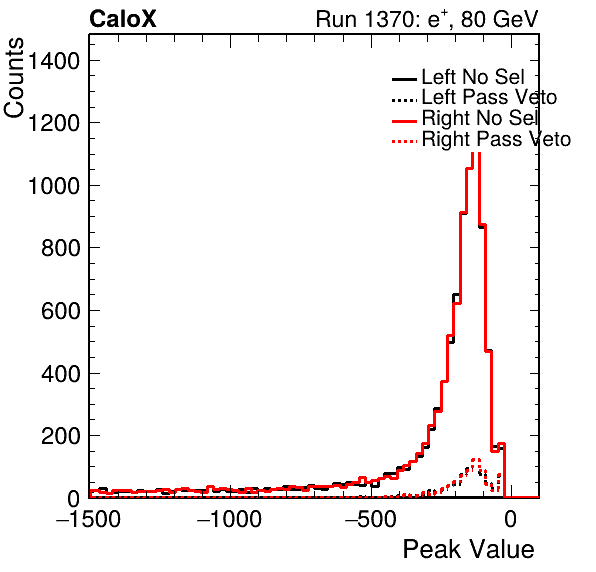 CaloX Run 1370: e+, 80 GeV
Counts
1400
1200
1000
800
600
400
200
0
Left No Sel
Left Pass Veto
Right No Sel
Right Pass Veto
−1500 −1000 −500 0
Peak Value